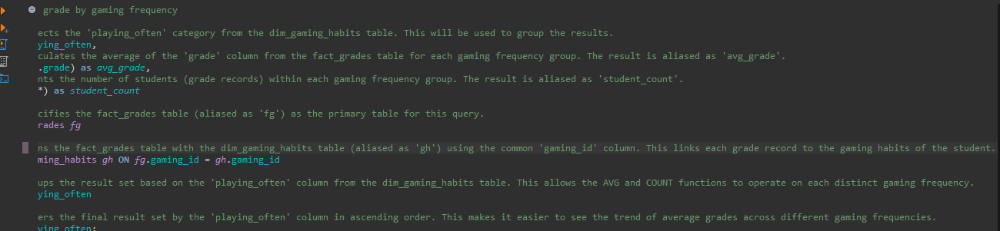 grade by gaming frequency
ects the 'playing_often' category from the dim_gaming_habits table. This will be used to group the results.
ying_often,
culates the average of the 'grade' column from the fact_grades table for each gaming frequency group. The result is aliased as 'avg_grade'.
.grade) as avg_grade,
nts the number of students (grade records) within each gaming frequency group. The result is aliased as 'student_count'.
*) as student_count
cifies the fact_grades table (aliased as 'fg') as the primary table for this query.
rades fg
ns the fact_grades table with the dim_gaming_habits table (aliased as 'gh') using the common 'gaming_id' column. This links each grade record to the gaming habits of the student.
ming_habits gh ON fg.gaming_id = gh.gaming_id
ups the result set based on the 'playing_often' column from the dim_gaming_habits table. This allows the AVG and COUNT functions to operate on each distinct gaming frequency.
ying_often
ers the final result set by the 'playing_often' column in ascending order. This makes it easier to see the trend of average grades across different gaming frequencies.
ying_often;